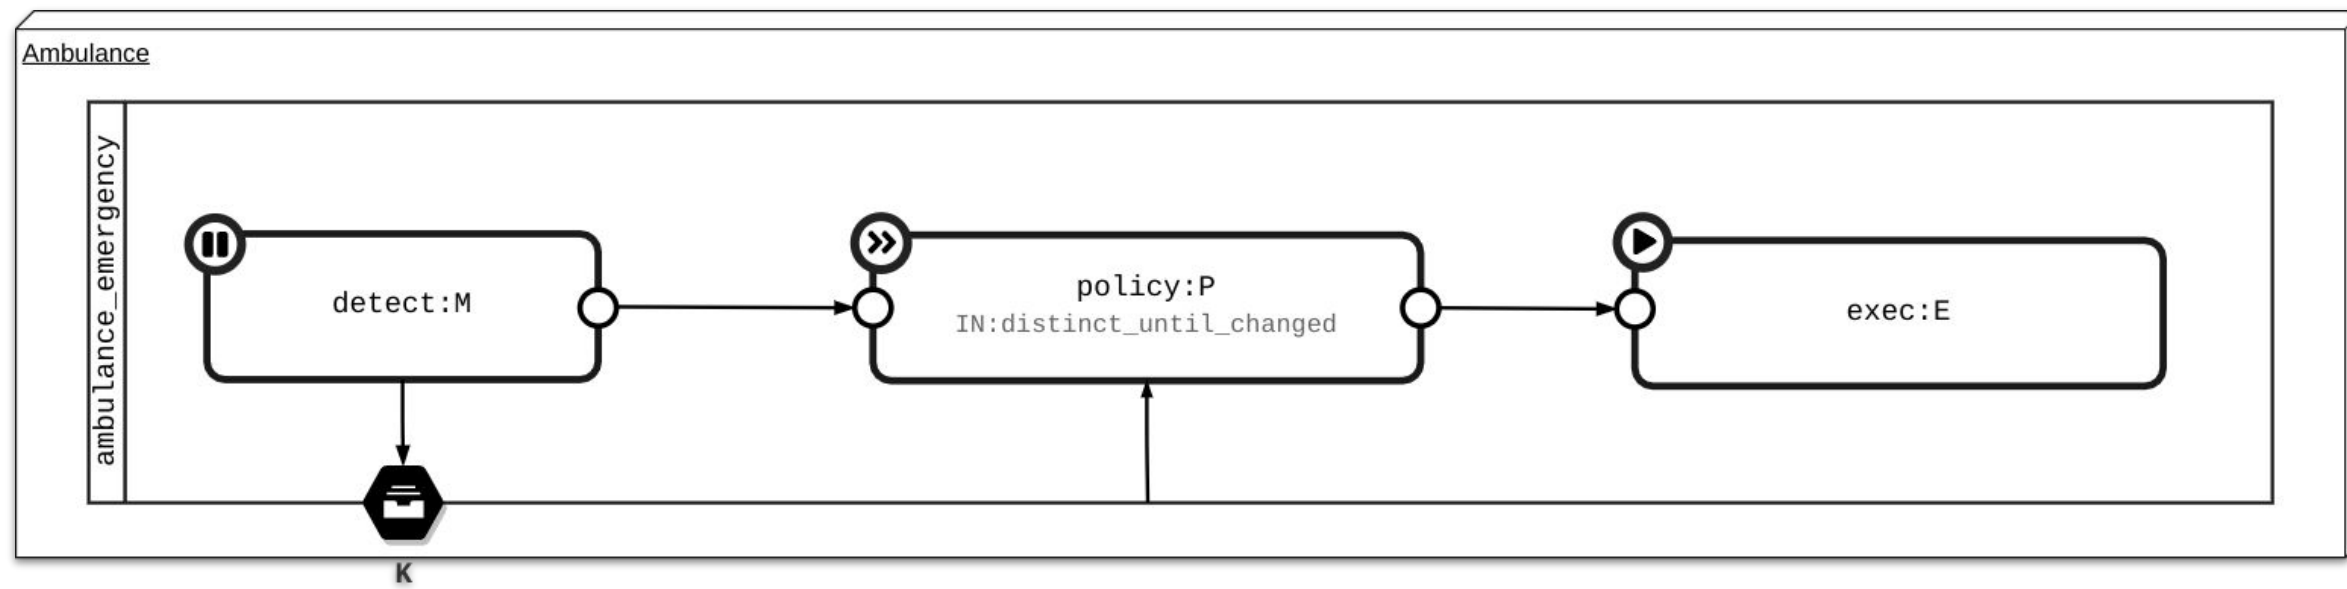 Ambulance
ambulance_emergency
detect:M
policy:P
IN:distinct_until_changed
exec:E
K